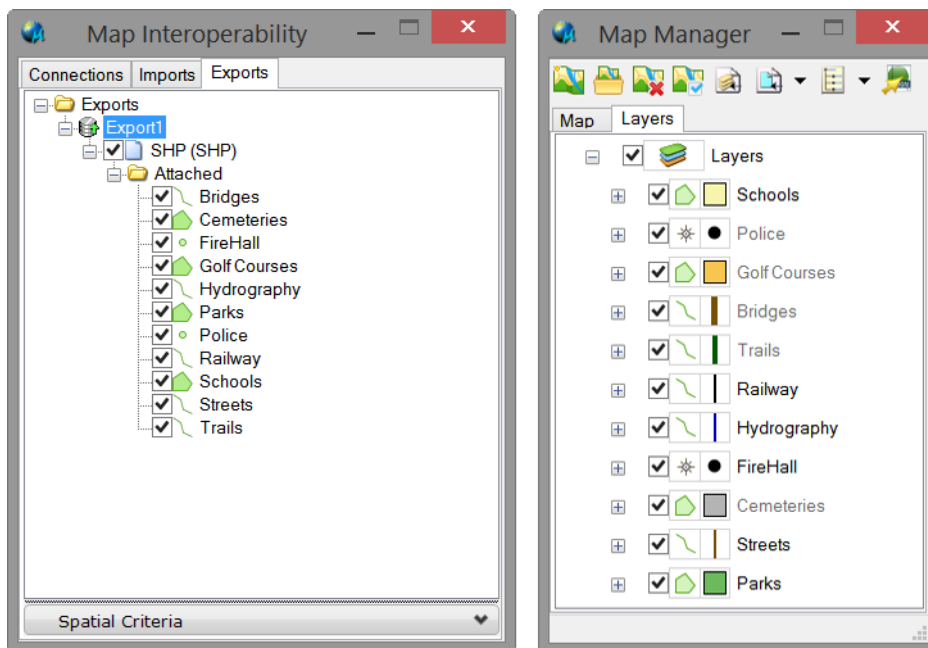 Map Interoperability
Connections Imports Exports
Exports
Export1
SHP (SHP)
Attached
Bridges
Cemeteries
FireHall
Golf Courses
Hydrography
Parks
Police
Railway
Schools
Streets
Trails
Spatial Criteria
Map Manager
Map Layers
Layers
Schools
Police
Golf Courses
Bridges
Trails
Railway
Hydrography
FireHall
Cemeteries
Streets
Parks